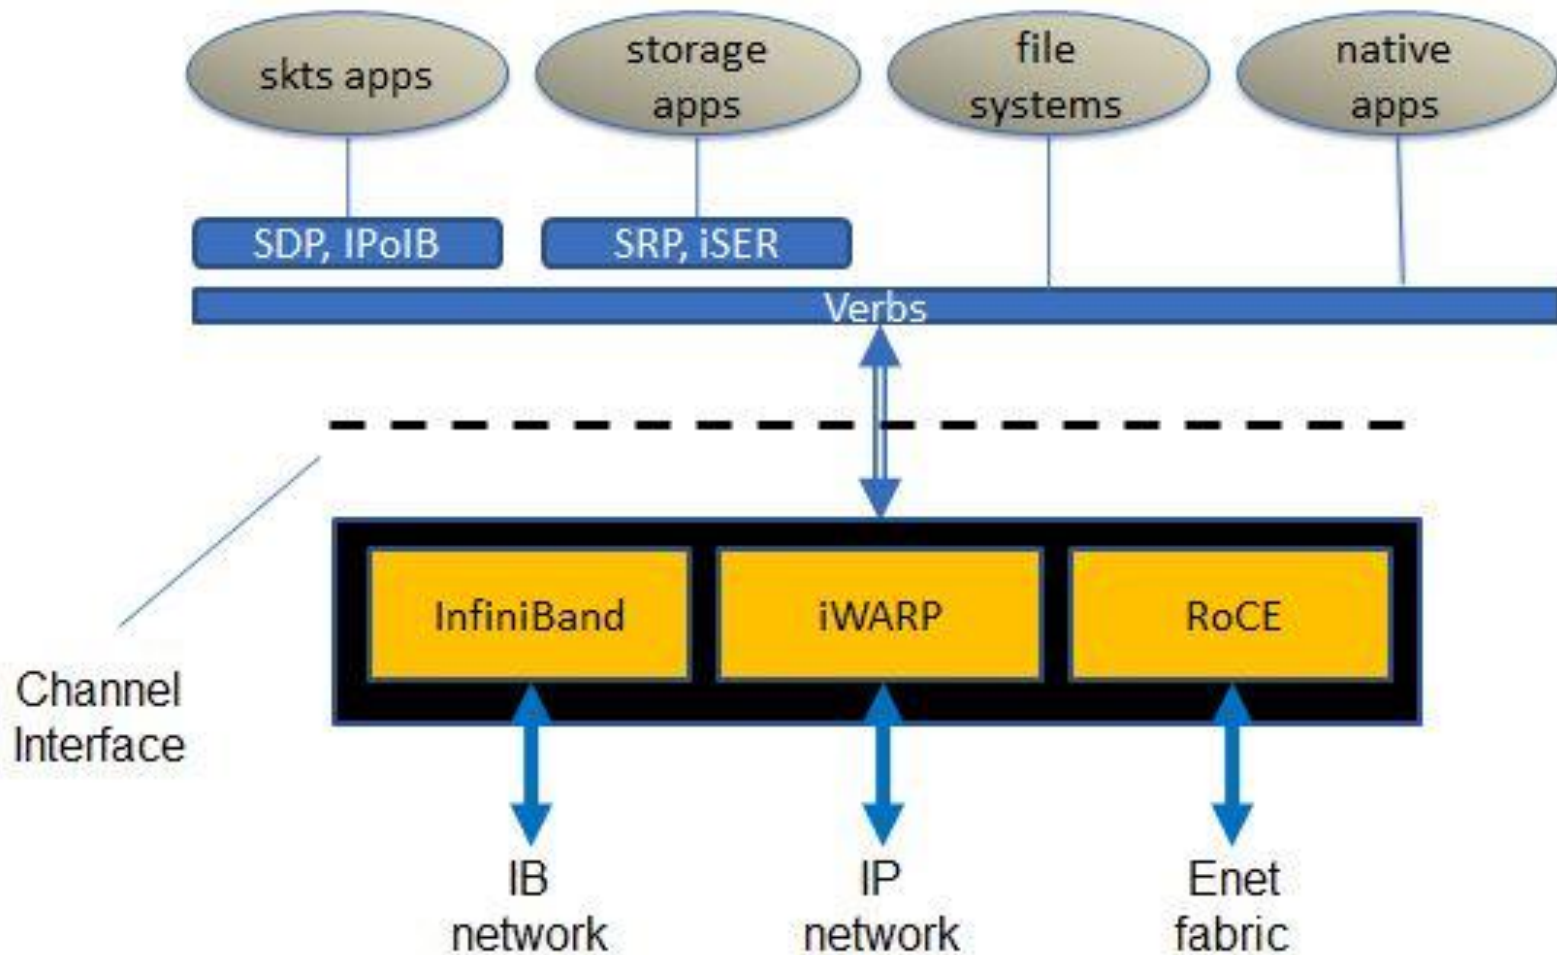 skts apps
storage
apps
file
systems
native
apps
SDP, IPoIB
SRP, iSER
Verbs
InfiniBand
iWARP
RoCE
Channel
Interface
IB
network
IP
network
Enet
fabric